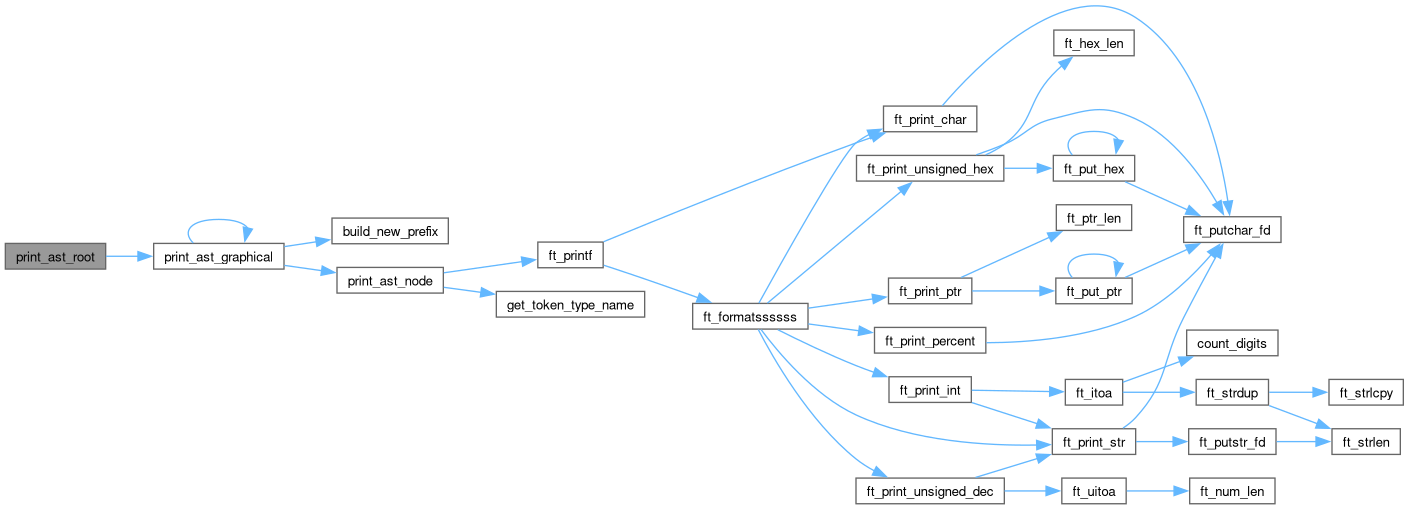 print_ast_root
print_ast_graphical
build_new_prefix
print_ast_node
ft_printf
get_token_type_name
ft_formatssssss
ft_print_char
ft_print_unsigned_hex
ft_print_ptr
ft_print_percent
ft_print_int
ft_print_str
ft_print_unsigned_dec
ft_hex_len
ft_put_hex
ft_ptr_len
ft_put_ptr
ft_itoa
ft_uitoa
ft_putchar_fd
count_digits
ft_strdup
ft_putstr_fd
ft_num_len
ft_strlcpy
ft_strlen